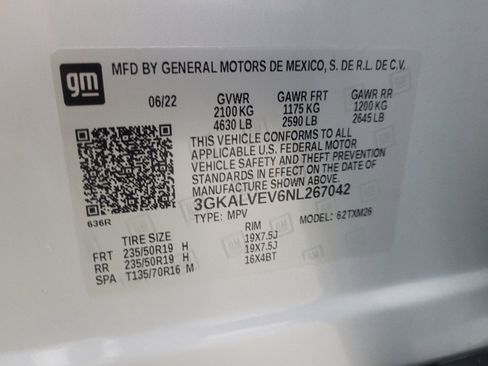 gm
MFD BY GENERAL MOTORS DE MEXICO, S. DE R.L. DE C.V.
06/22 GVWR GAWR FRT GAWR RR
2100 KG 1175 KG 1200 KG
4630 LB 2590 LB 2645 LB
THIS VEHICLE CONFORMS TO ALL
APPLICABLE U.S. FEDERAL MOTOR
VEHICLE SAFETY AND THEFT PREVENTION
STANDARDS IN EFFECT ON THE DATE OF
MANUFACTURE SHOWN ABOVE.
3GKALVEV6NL267042
636R TYPE: MPV MODEL: 62TXM26
TIRE SIZE RIM
FRT 235/50R19 H 19X7.5J
RR 235/50R19 H 19X7.5J
SPA T135/70R16 M 16X4BT